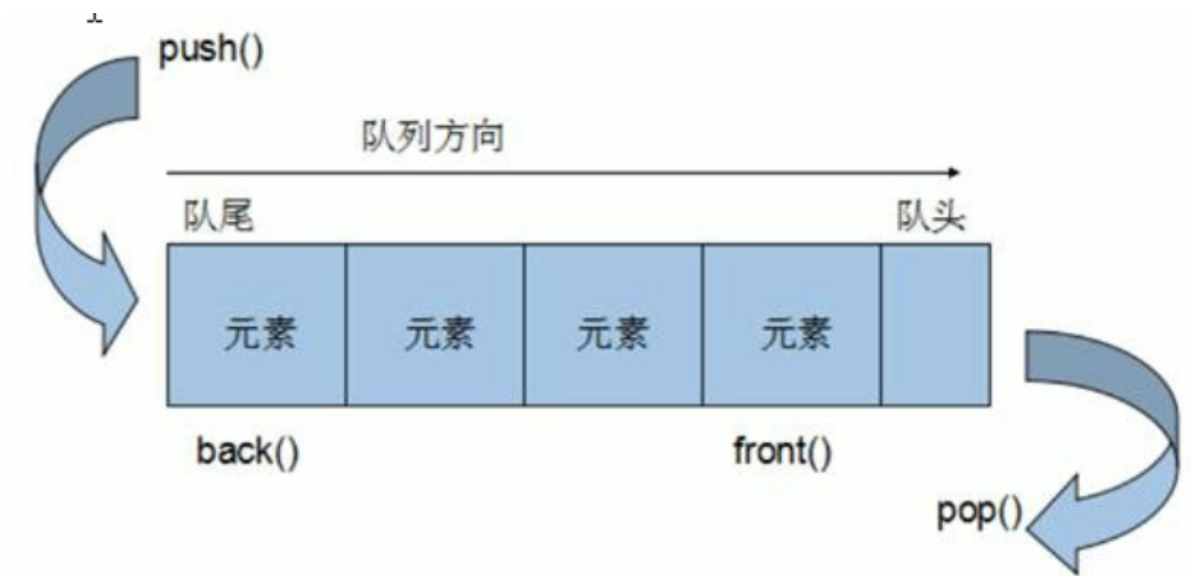 push()
队列方向
队尾 队头
元素 元素 元素 元素
back() front()
pop()